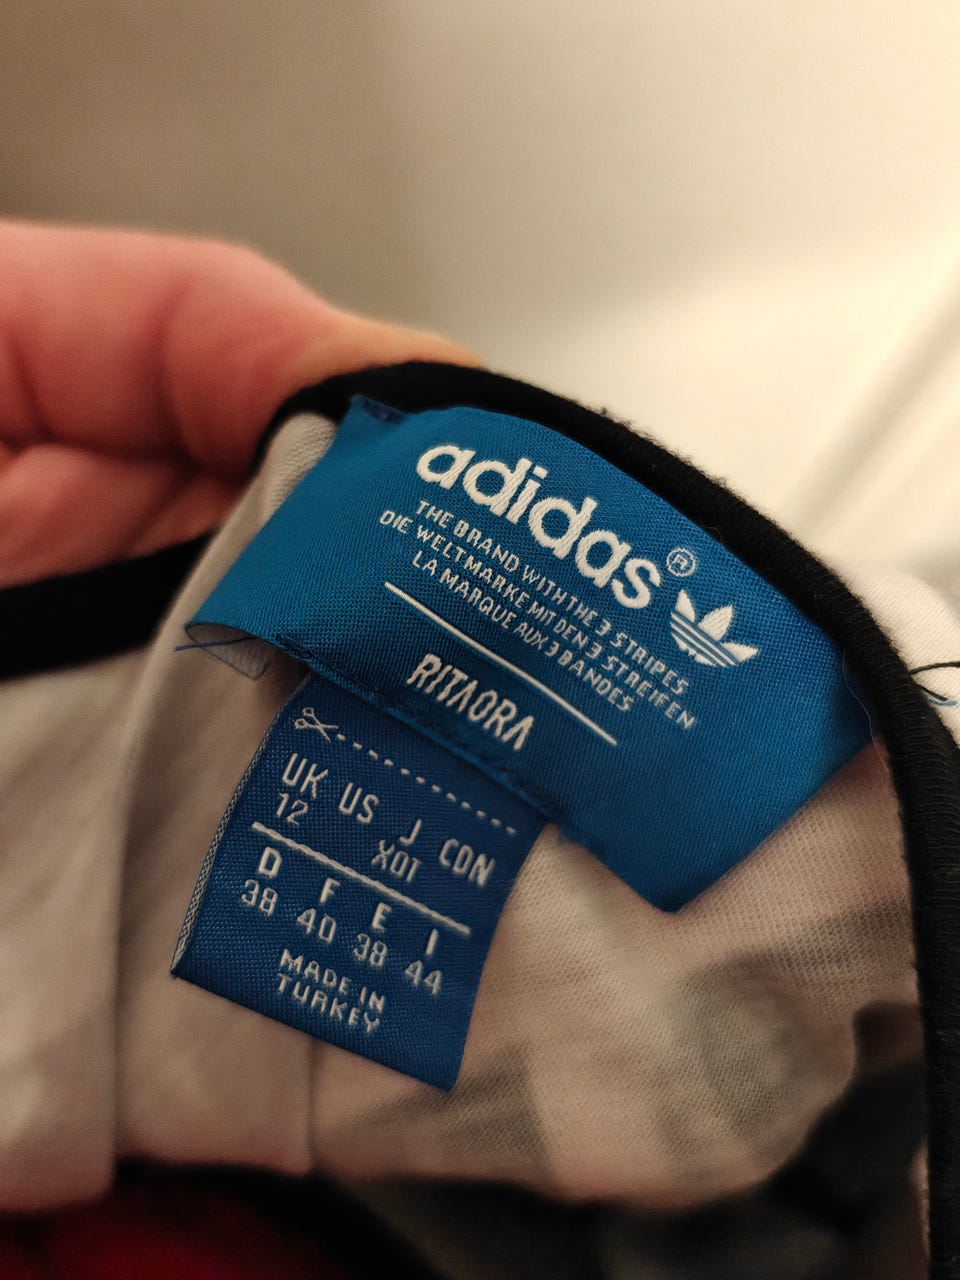 adidas®
THE BRAND WITH THE 3 STRIPES
DIE WELTMARKE MIT DEN 3 STREIFEN
LA MARQUE AUX 3 BANDES
RITAORA
UK US J CDN
12 XOT
D F E I
38 40 38 44
MADE IN
TURKEY